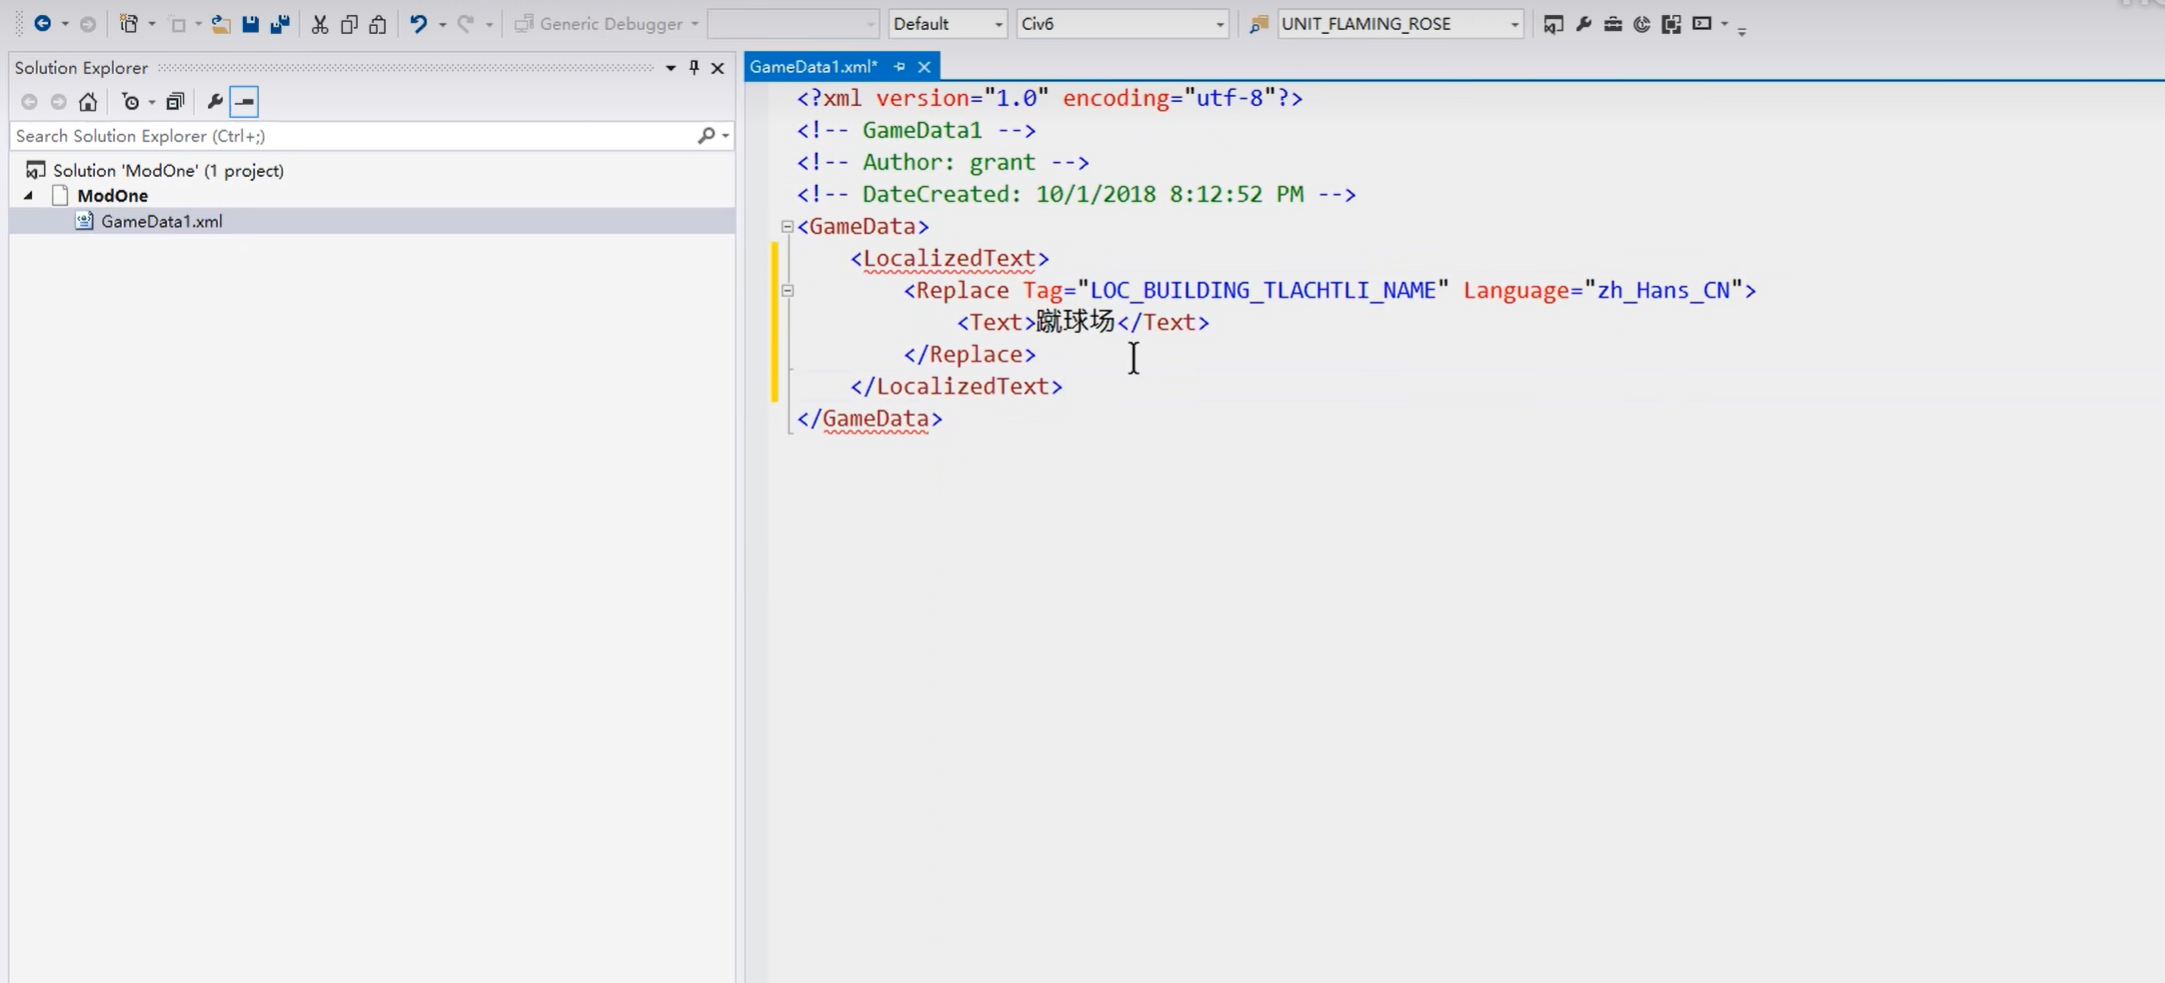 Generic Debugger
Default
Civ6
UNIT_FLAMING_ROSE
Solution Explorer
Search Solution Explorer (Ctrl+;)
Solution 'ModOne' (1 project)
ModOne
GameData1.xml
GameData1.xml*
<?xml version="1.0" encoding="utf-8"?>
<!-- GameData1 -->
<!-- Author: grant -->
<!-- DateCreated: 10/1/2018 8:12:52 PM -->
<GameData>
<LocalizedText>
<Replace Tag="LOC_BUILDING_TLACHTLI_NAME" Language="zh_Hans_CN">
<Text>蹴球场</Text>
</Replace>
</LocalizedText>
</GameData>